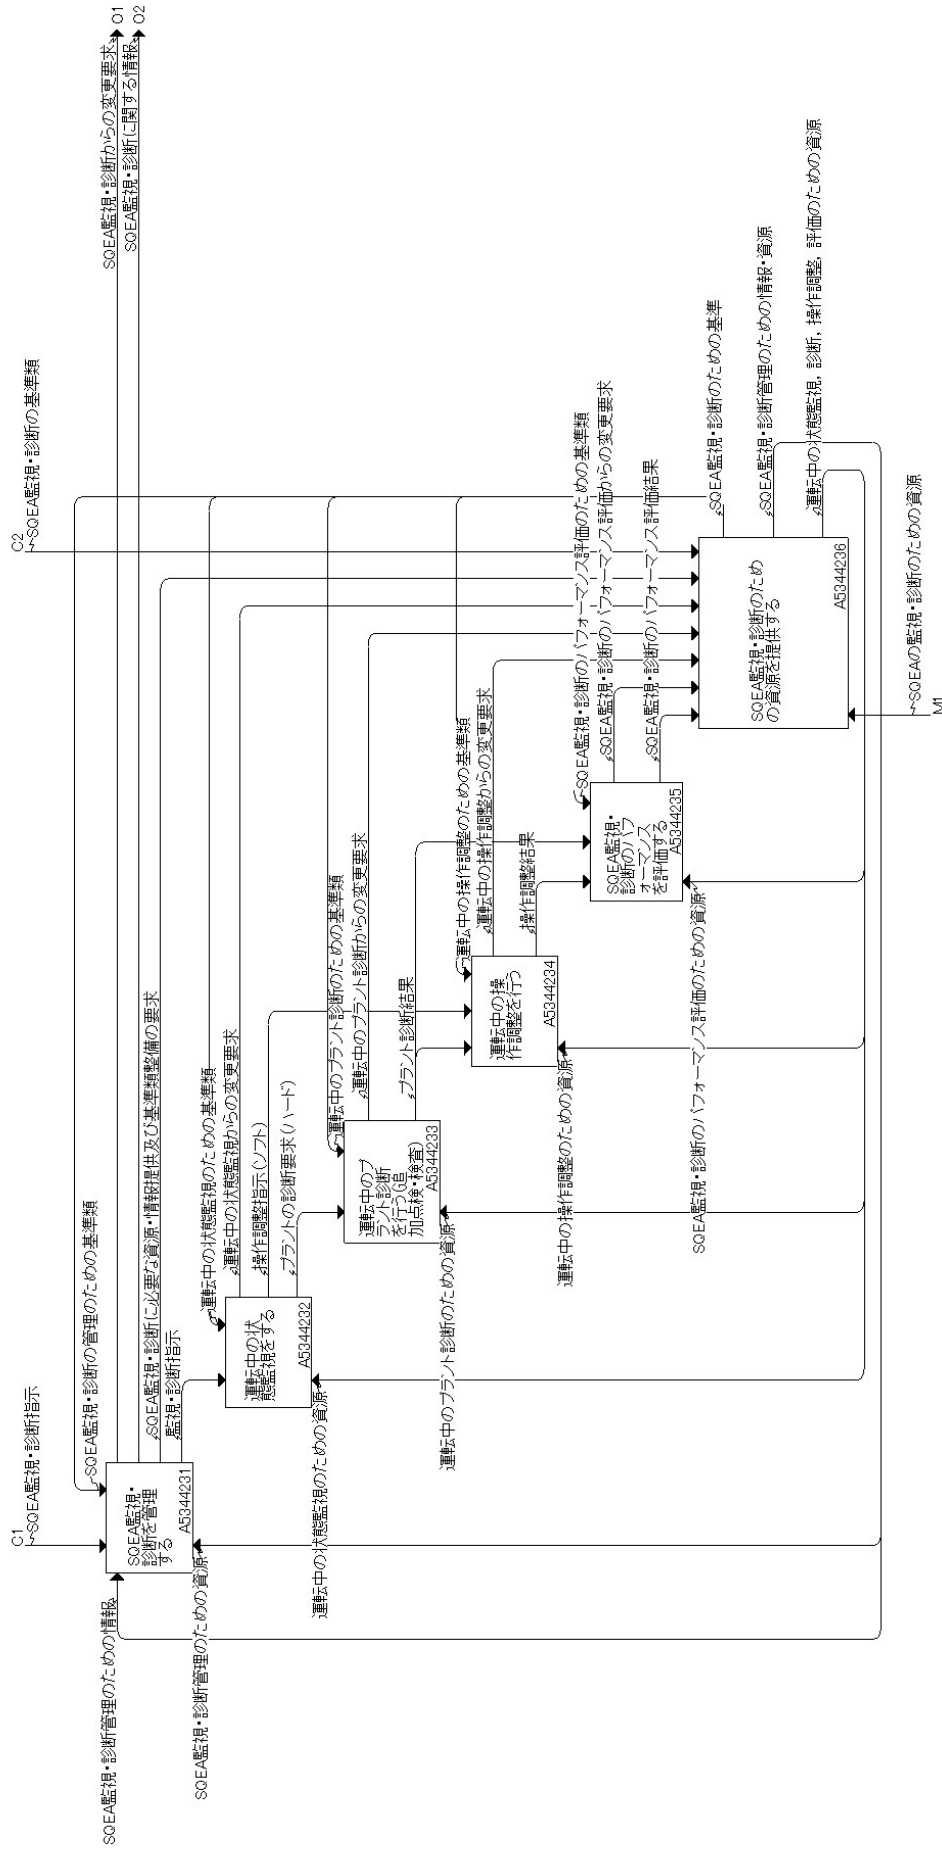 C1
SQEA監視・診断指示
C2
SQEA監視・診断の基準類
SQEA監視・診断の管理のための基準類
SQEA監視・診断からの変更要求
O1
SQEA監視・診断に関する情報
O2
SQEA監視・診断管理のための情報
SQEA監視・
診断を管理
する
A5344231
SQEA監視・診断に必要な資源・情報提供及び基準類整備の要求
監視・診断指示
SQEA監視・診断管理のための資源
運転中の状態監視のための基準類
運転中の状態監視からの変更要求
運転中の状
態監視をする
A5344232
操作調整指示(ソフト)
プラントの診断要求(ハード)
運転中の状態監視のための資源
運転中のプラント診断のための基準類
運転中のプラント診断からの変更要求
運転中のプ
ラント診断
を行う(追
加点検・検査)
A5344233
プラント診断結果
運転中のプラント診断のための資源
運転中の操作調整のための基準類
運転中の操作調整からの変更要求
運転中の操
作調整を行う
A5344234
操作調整結果
運転中の操作調整のための資源
SQEA監視・診断のパフォーマンス評価のための基準類
SQEA監視・診断のパフォーマンス評価からの変更要求
SQEA監視・
診断のパフ
ォーマンス
を評価する
A5344235
SQEA監視・診断のパフォーマンス評価結果
SQEA監視・診断のパフォーマンス評価のための資源
SQEA監視・診断のための基準
SQEA監視・診断のため
の資源を提供する
A5344236
SQEA監視・診断管理のための情報・資源
運転中の状態監視，診断，操作調整，評価のための資源
SQEAの監視・診断のための資源
M1